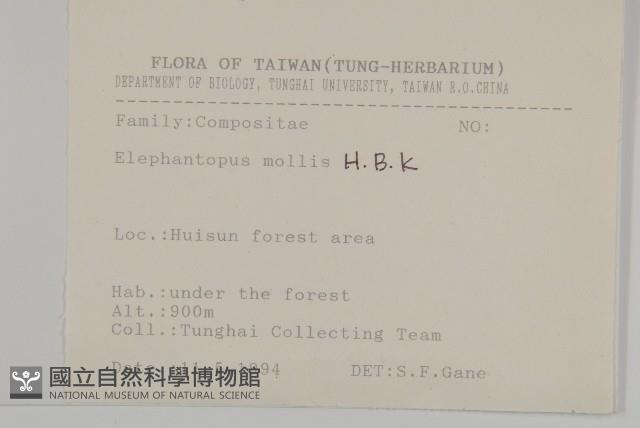 FLORA OF TAIWAN(TUNG-HERBARIUM)
DEPARTMENT OF BIOLOGY, TUNGHAI UNIVERSITY, TAIWAN R.O.CHINA
Family:Compositae NO:
Elephantopus mollis H.B.K
Loc.:Huisun forest area
Hab.:under the forest
Alt.:900m
Coll.:Tunghai Collecting Team
DET:S.F.Gane
國立自然科學博物館
NATIONAL MUSEUM OF NATURAL SCIENCE